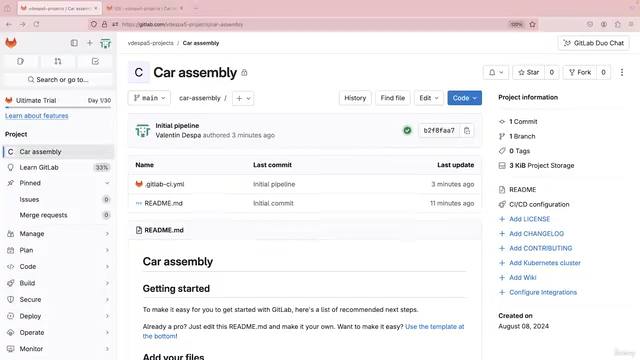 vdespa5-projects / Car assem
https://gitlab.com/vdespa5-projects/car-assembly
100%
vdespa5-projects / Car assembly
GitLab Duo Chat
C Car assembly
Star 0
Fork 0
Search or go to...
main
car-assembly /
+
History
Find file
Edit
Code
Project information
Ultimate Trial Day 1/30
Learn about features
Initial pipeline
Valentin Despa authored 3 minutes ago
b2f8faa7
1 Commit
1 Branch
0 Tags
3 KiB Project Storage
Project
C Car assembly
Learn GitLab 33%
Pinned
Issues 0
Merge requests 0
Manage
Plan
Code
Build
Secure
Deploy
Operate
Monitor
Name Last commit Last update
.gitlab-ci.yml Initial pipeline 3 minutes ago
README.md Initial commit 11 minutes ago
README.md
Car assembly
Getting started
To make it easy for you to get started with GitLab, here's a list of recommended next steps.
Already a pro? Just edit this README.md and make it your own. Want to make it easy? Use the template at
the bottom!
Add your files
README
CI/CD configuration
+ Add LICENSE
+ Add CHANGELOG
+ Add CONTRIBUTING
+ Add Kubernetes cluster
+ Add Wiki
+ Configure Integrations
Created on
August 08, 2024